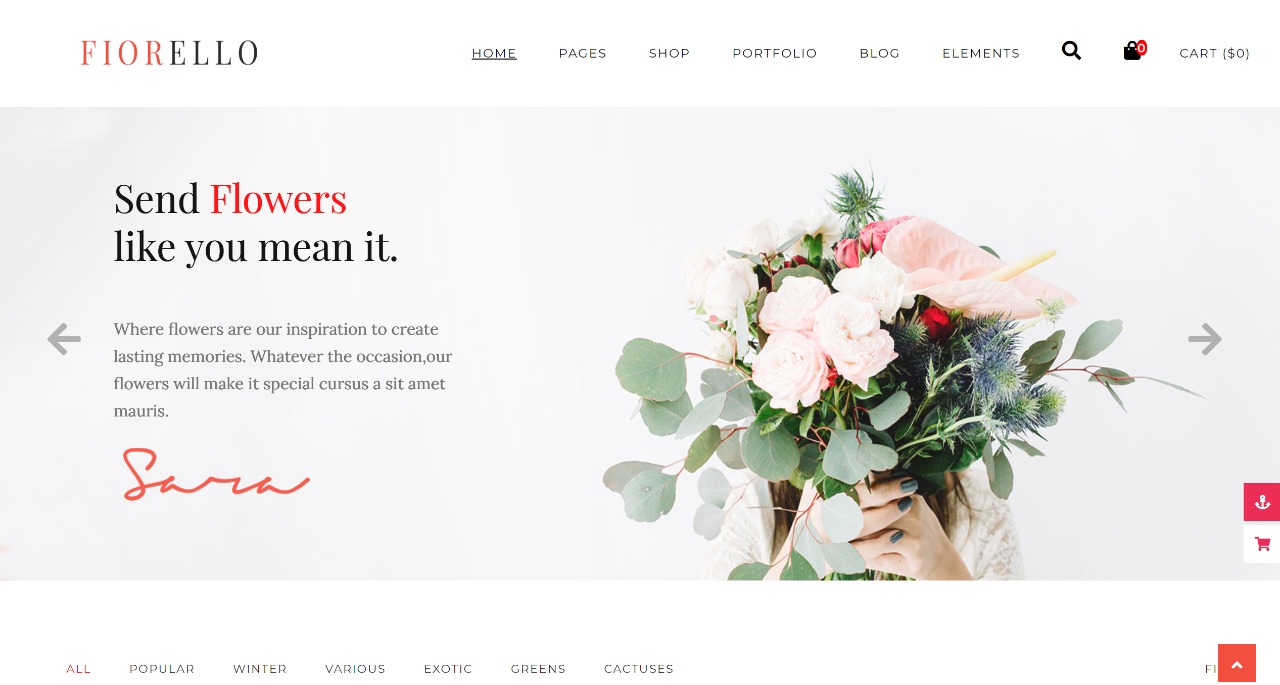 FIORELLO
HOME PAGES SHOP PORTFOLIO BLOG ELEMENTS 0 CART ($0)
Send Flowers
like you mean it.
Where flowers are our inspiration to create
lasting memories. Whatever the occasion,our
flowers will make it special cursus a sit amet
mauris.
Sara
ALL POPULAR WINTER VARIOUS EXOTIC GREENS CACTUSES